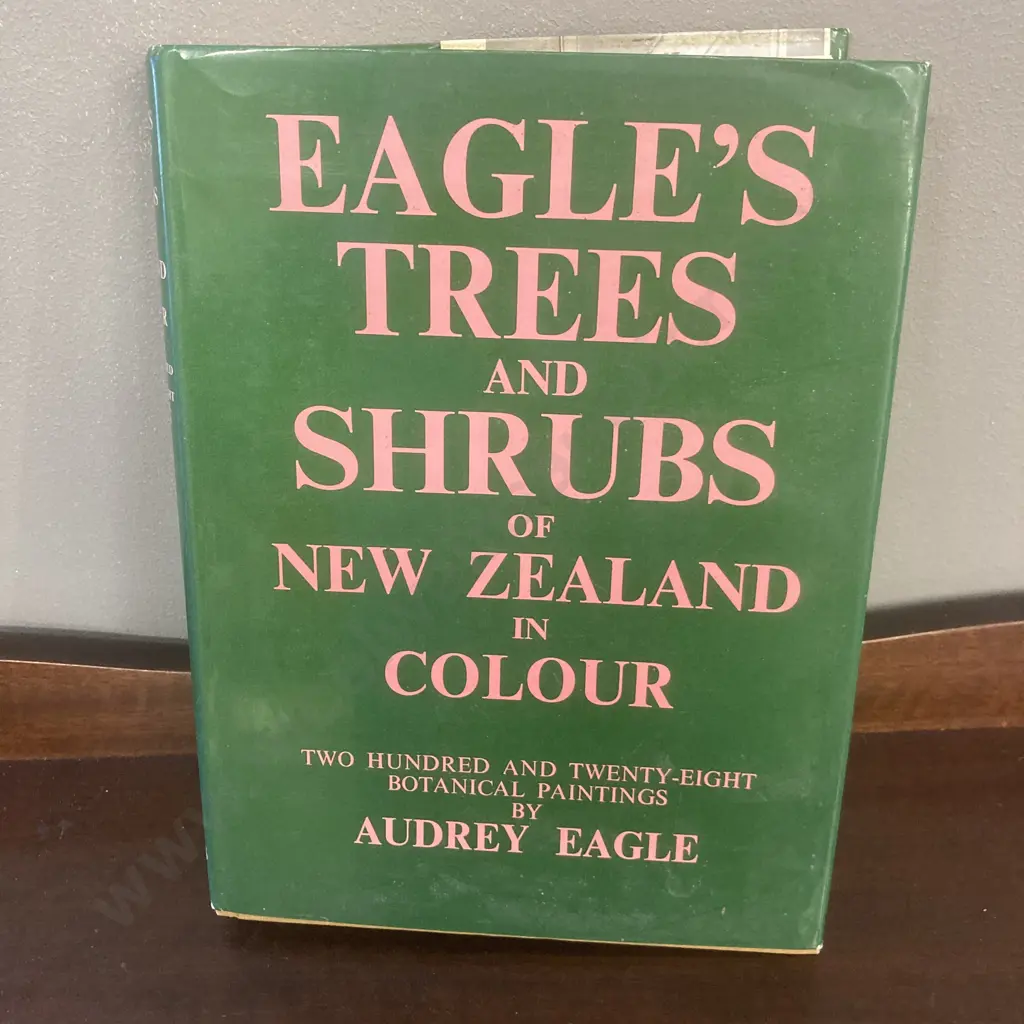 EAGLE'S
TREES
AND
SHRUBS
OF
NEW ZEALAND
IN
COLOUR
TWO HUNDRED AND TWENTY-EIGHT
BOTANICAL PAINTINGS
BY
AUDREY EAGLE